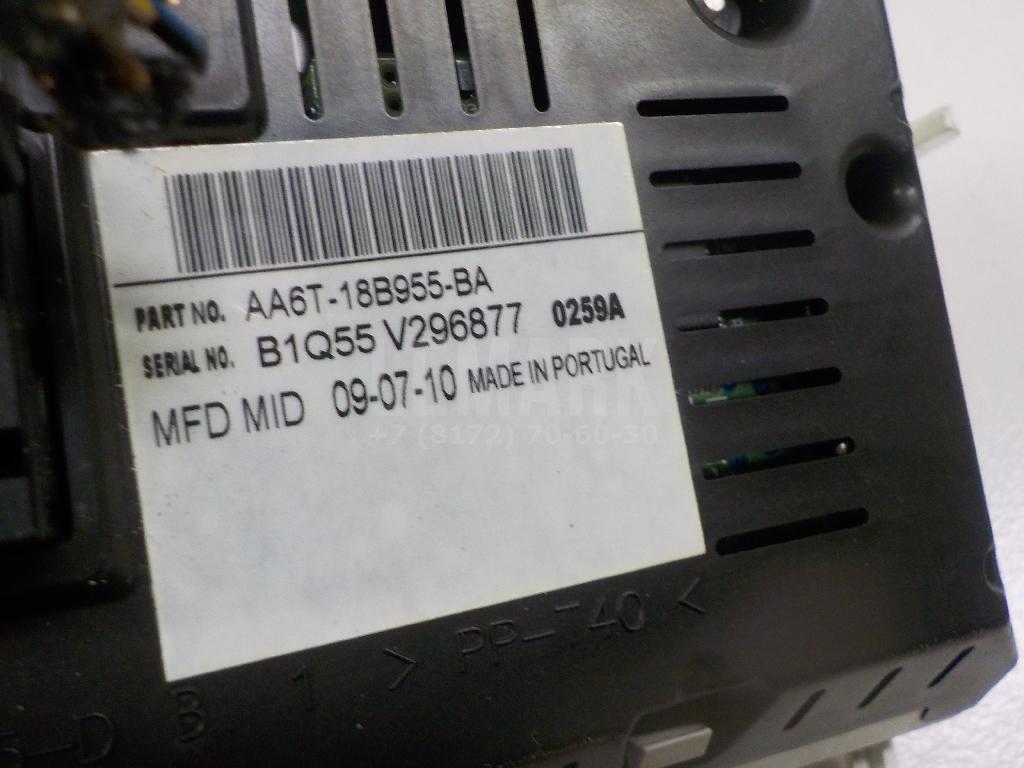 PART NO. AA6T-18B955-BA
SERIAL NO. B1Q55 V296877 0259A
MFD MID 09-07-10 MADE IN PORTUGAL
+7 (8172) 70-60-30
> PP-T40 <
B 1
-D